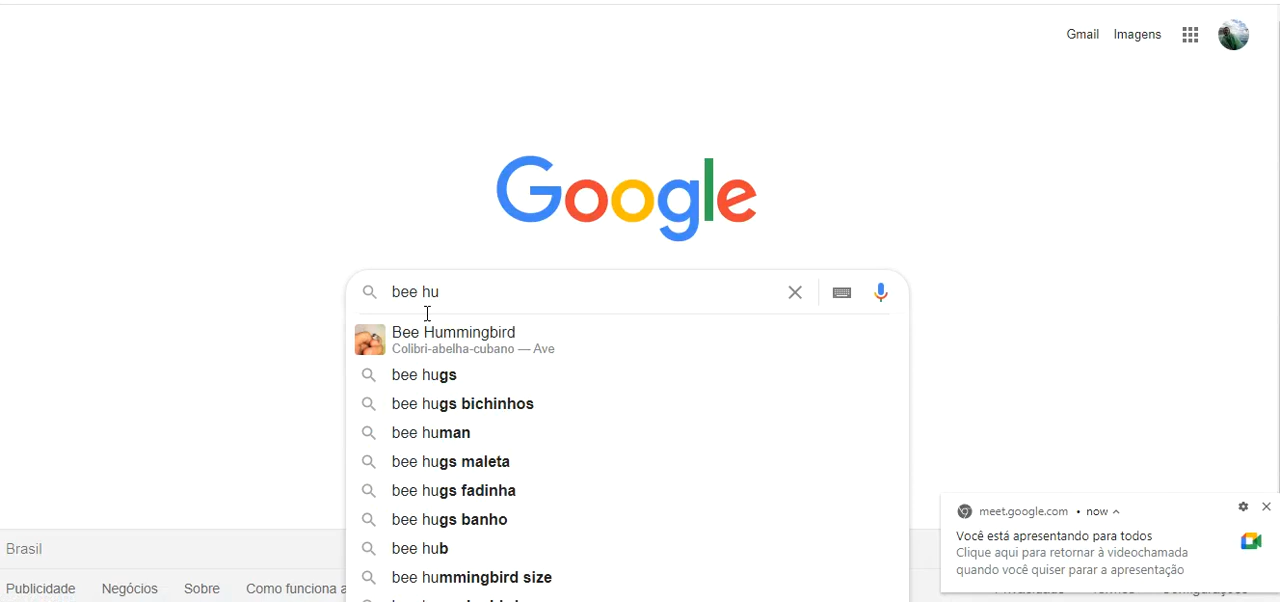 Gmail Imagens
Google
bee hu
Bee Hummingbird
Colibri-abelha-cubano — Ave
bee hugs
bee hugs bichinhos
bee human
bee hugs maleta
bee hugs fadinha
bee hugs banho
bee hub
bee hummingbird size
meet.google.com • now
Você está apresentando para todos
Clique aqui para retornar à videochamada
quando você quiser parar a apresentação
Brasil
Publicidade Negócios Sobre Como funciona a